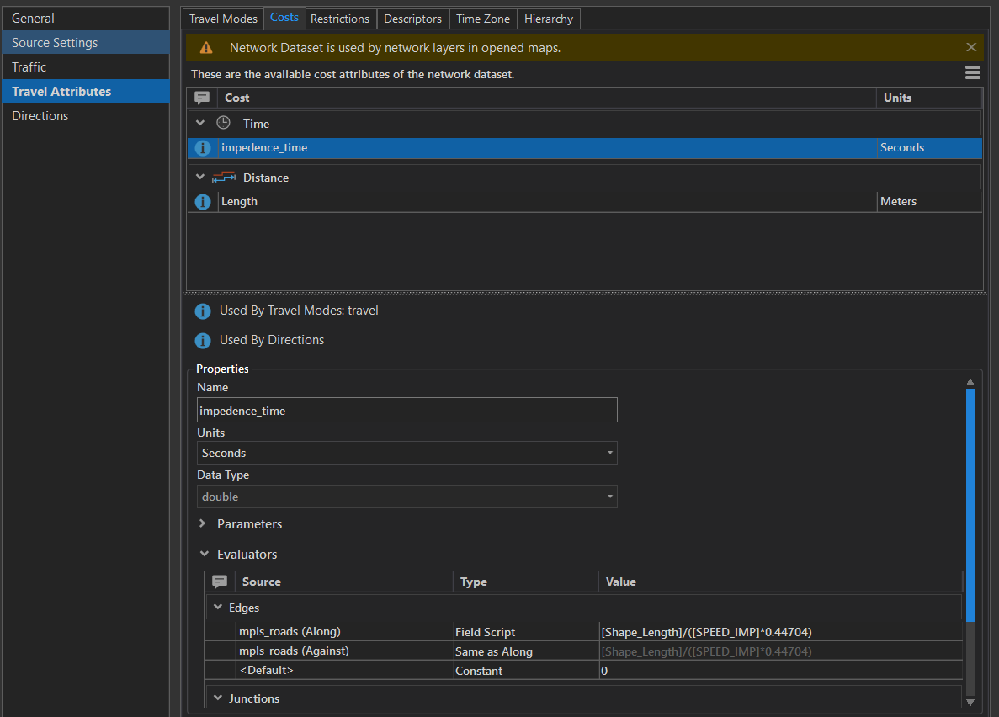 General
Source Settings
Traffic
Travel Attributes
Directions
Travel Modes Costs Restrictions Descriptors Time Zone Hierarchy
Network Dataset is used by network layers in opened maps.
These are the available cost attributes of the network dataset.
Cost Units
Time
impedence_time Seconds
Distance
Length Meters
Used By Travel Modes: travel
Used By Directions
Properties
Name
impedence_time
Units
Seconds
Data Type
double
Parameters
Evaluators
Source Type Value
Edges
mpls_roads (Along) Field Script [Shape_Length]/([SPEED_IMP]*0.44704)
mpls_roads (Against) Same as Along [Shape_Length]/([SPEED_IMP]*0.44704)
<Default> Constant 0
Junctions